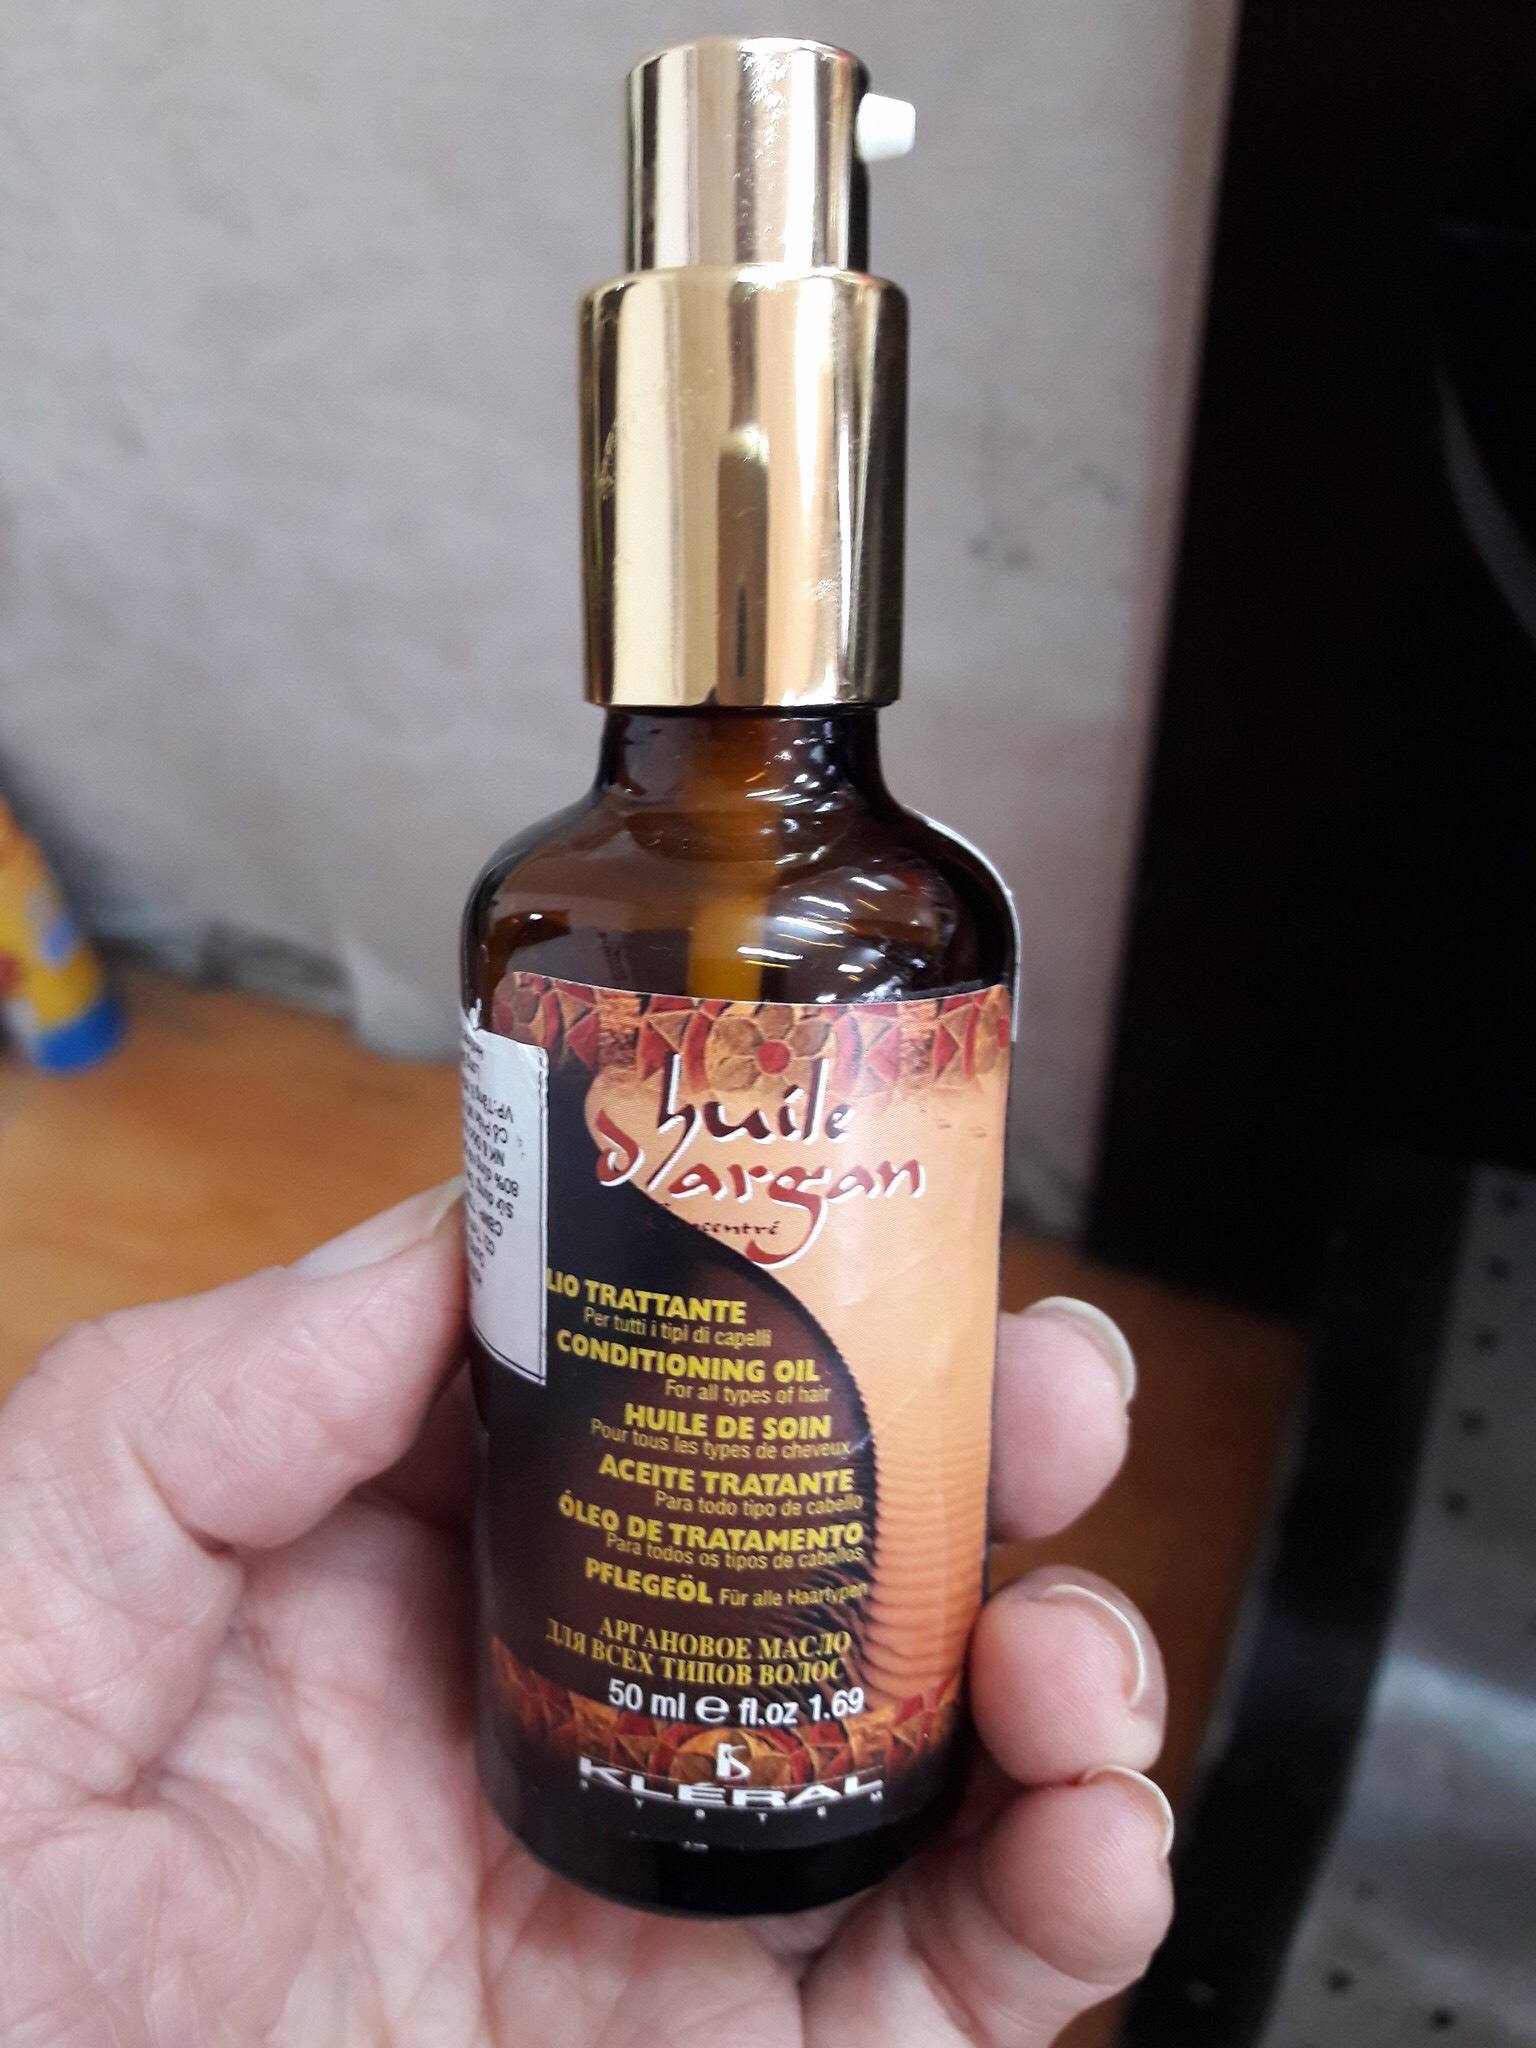 huile
d'argan
Concentré
LIO TRATTANTE
Per tutti i tipi di capelli
CONDITIONING OIL
For all types of hair
HUILE DE SOIN
Pour tous les types de cheveux
ACEITE TRATANTE
Para todo tipo de cabello
ÓLEO DE TRATAMENTO
Para todos os tipos de cabellos
PFLEGEÖL Für alle Haartypen
АРГАНОВОЕ МАСЛО
ДЛЯ ВСЕХ ТИПОВ ВОЛОС
50 ml e fl.oz 1.69
KLÉRAL
SYSTEM